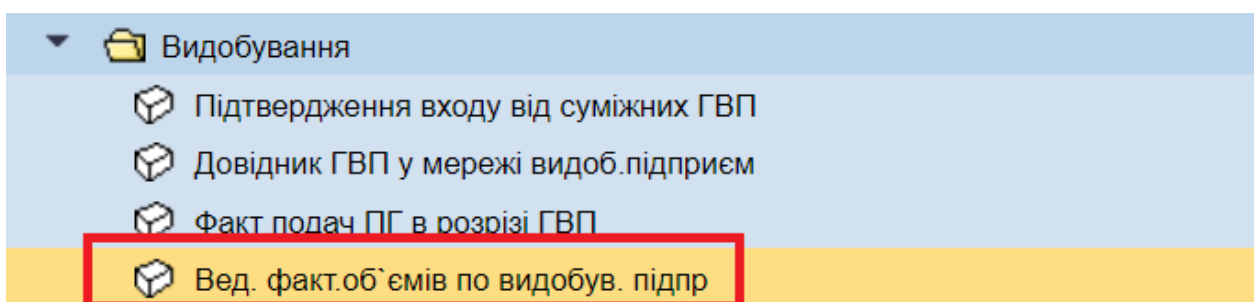 Видобування
Підтвердження входу від суміжних ГВП
Довідник ГВП у мережі видоб.підприєм
Факт подач ПГ в розрізі ГВП
Вед. факт.об`ємів по видобув. підпр